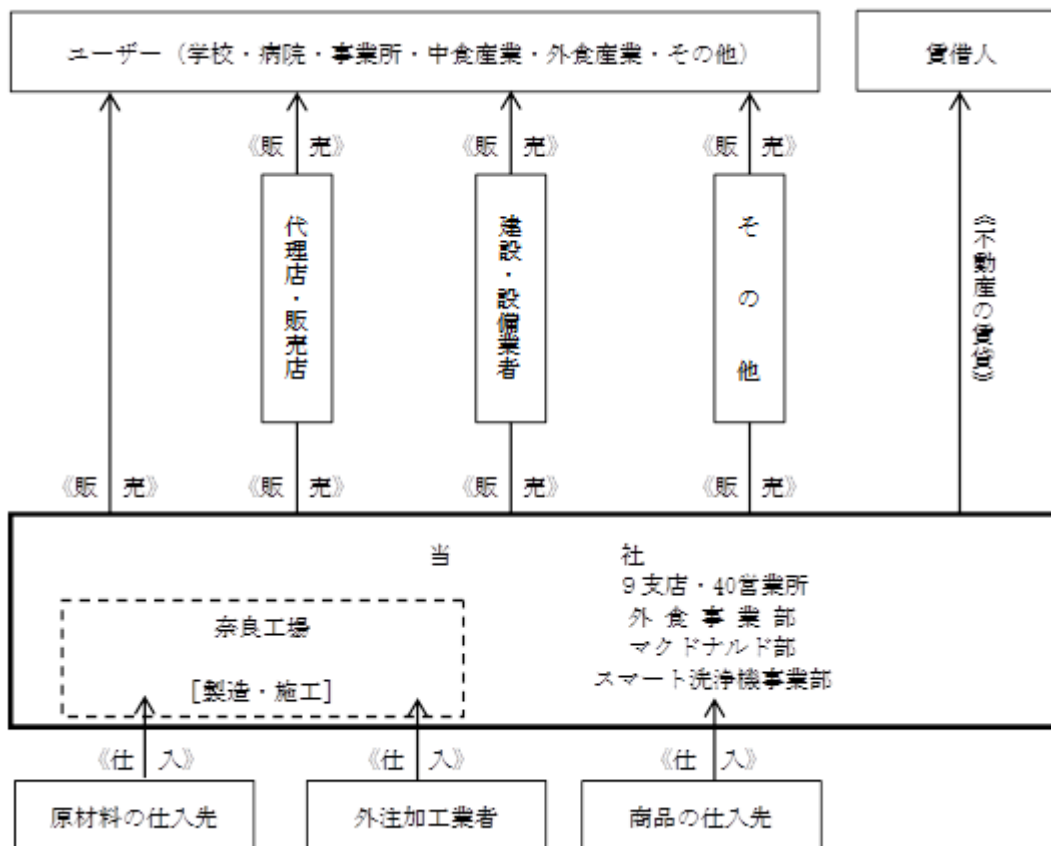 ユーザー（学校・病院・事業所・中食産業・外食産業・その他）
賃借人
《販　売》
《販　売》
《販　売》
代理店・販売店
建設・設備業者
その他
《不動産の賃貸》
《販　売》
《販　売》
《販　売》
《販　売》
当　社
９支店・40営業所
外食事業部
マクドナルド部
スマート洗浄機事業部
奈良工場
［製造・施工］
《仕　入》
《仕　入》
《仕　入》
原材料の仕入先
外注加工業者
商品の仕入先